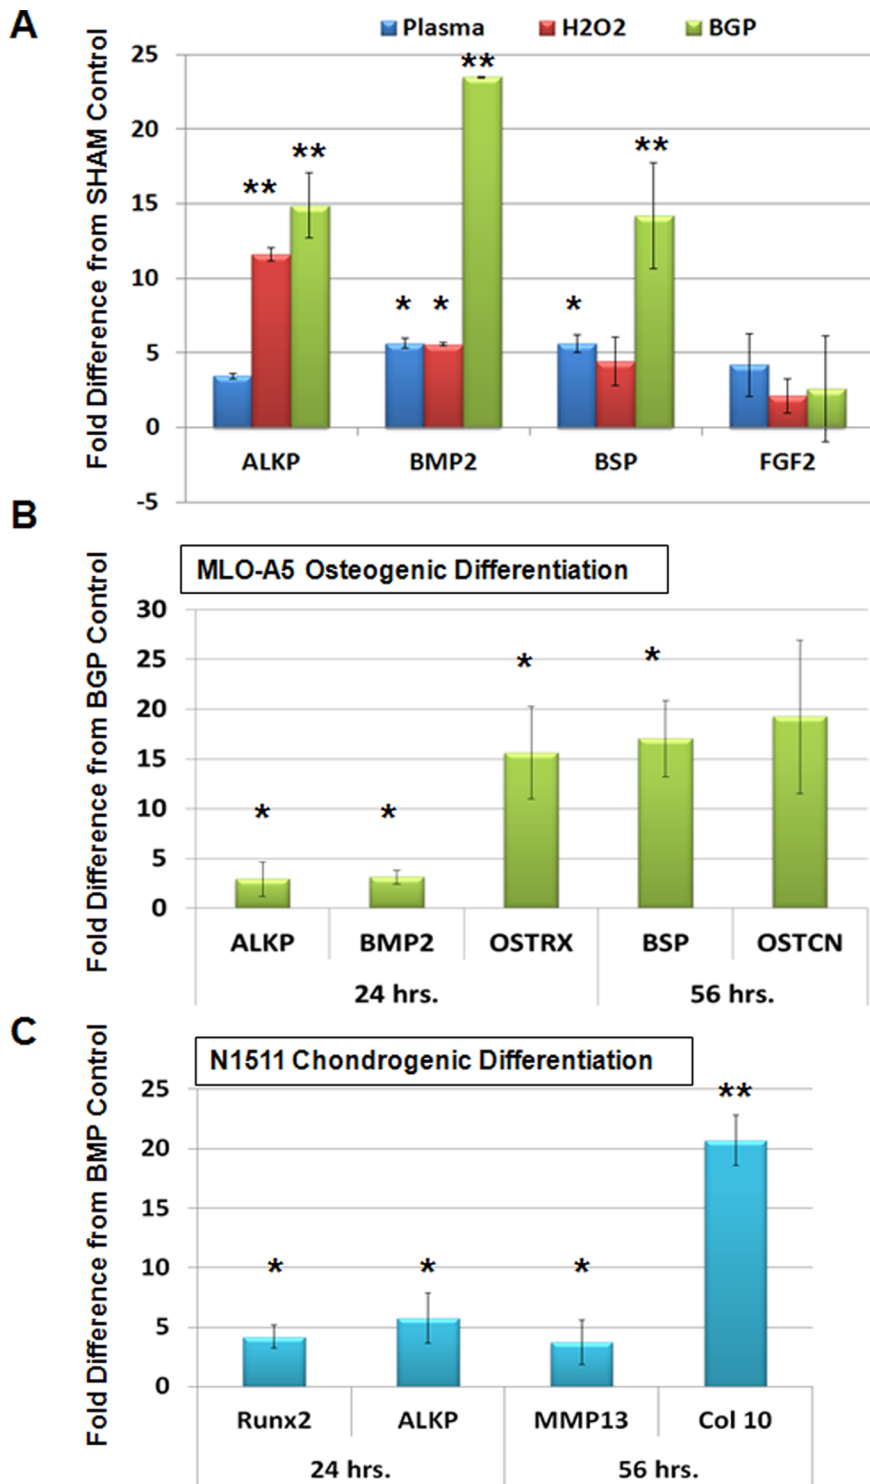 A
Plasma H2O2 BGP
Fold Difference from SHAM Control
25
**
20
**
**
15
**
10
* * *
5
0
ALKP BMP2 BSP FGF2
-5
B
MLO-A5 Osteogenic Differentiation
Fold Difference from BGP Control
30
25
* *
20
15
10
* *
5
0
ALKP BMP2 OSTRX BSP OSTCN
24 hrs. 56 hrs.
C
N1511 Chondrogenic Differentiation
Fold Difference from BMP Control
25
**
20
15
10
* * *
5
0
Runx2 ALKP MMP13 Col 10
24 hrs. 56 hrs.